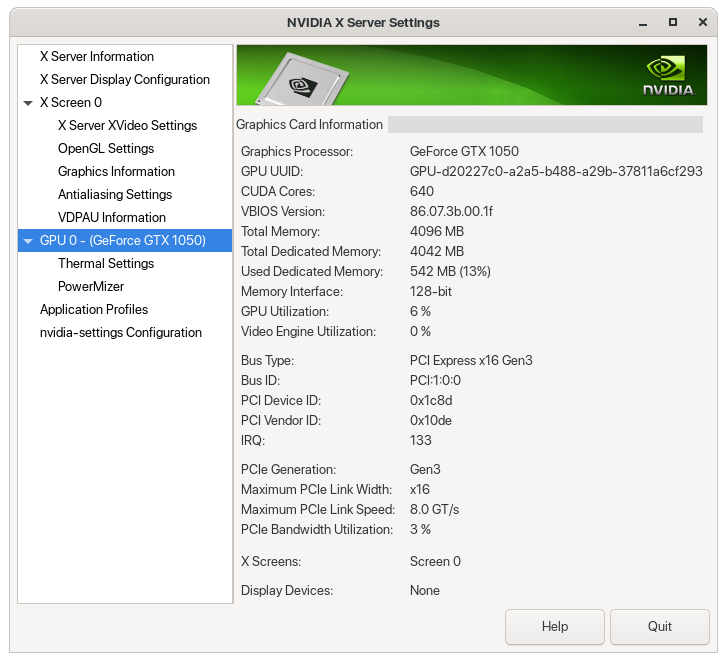 NVIDIA X Server Settings
X Server Information
X Server Display Configuration
X Screen 0
X Server XVideo Settings
OpenGL Settings
Graphics Information
Antialiasing Settings
VDPAU Information
GPU 0 - (GeForce GTX 1050)
Thermal Settings
PowerMizer
Application Profiles
nvidia-settings Configuration
NVIDIA.
Graphics Card Information
Graphics Processor: GeForce GTX 1050
GPU UUID: GPU-d20227c0-a2a5-b488-a29b-37811a6cf293
CUDA Cores: 640
VBIOS Version: 86.07.3b.00.1f
Total Memory: 4096 MB
Total Dedicated Memory: 4042 MB
Used Dedicated Memory: 542 MB (13%)
Memory Interface: 128-bit
GPU Utilization: 6 %
Video Engine Utilization: 0 %
Bus Type: PCI Express x16 Gen3
Bus ID: PCI:1:0:0
PCI Device ID: 0x1c8d
PCI Vendor ID: 0x10de
IRQ: 133
PCIe Generation: Gen3
Maximum PCIe Link Width: x16
Maximum PCIe Link Speed: 8.0 GT/s
PCIe Bandwidth Utilization: 3 %
X Screens: Screen 0
Display Devices: None
Help Quit